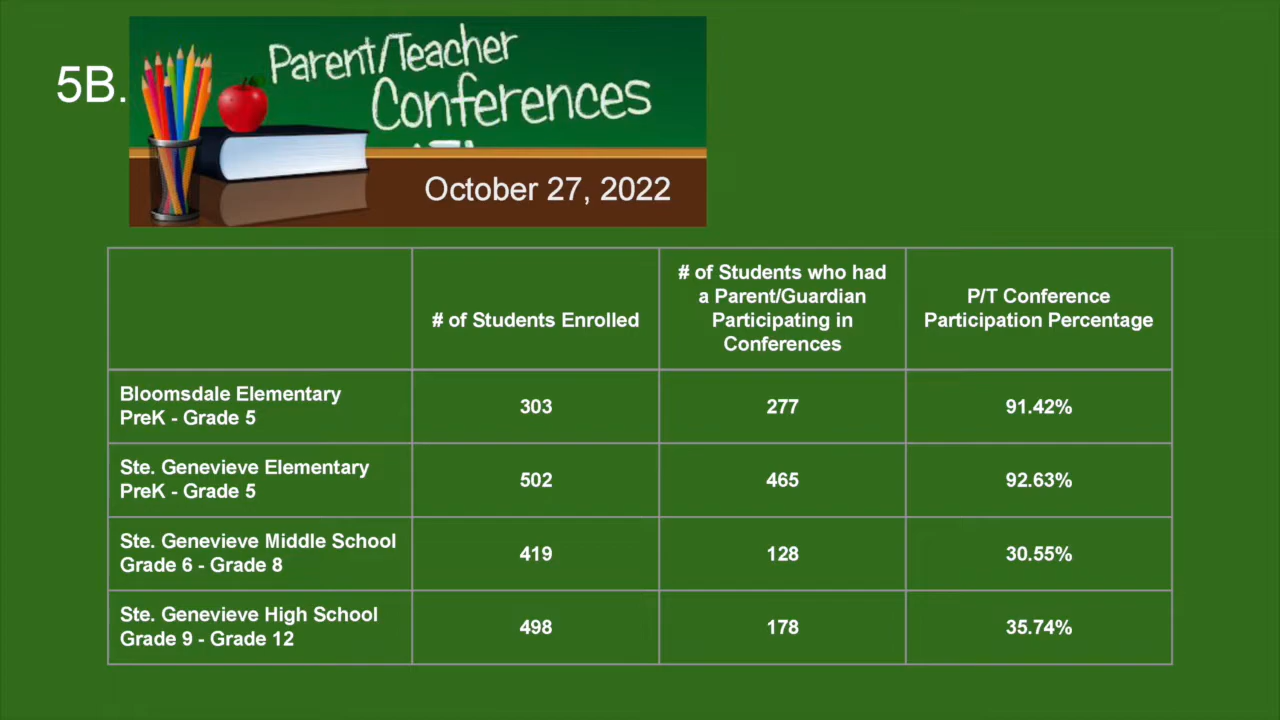 5B.
Parent/Teacher
Conferences
October 27, 2022
# of Students Enrolled
# of Students who had
a Parent/Guardian
Participating in
Conferences
P/T Conference
Participation Percentage
Bloomsdale Elementary
PreK - Grade 5
303
277
91.42%
Ste. Genevieve Elementary
PreK - Grade 5
502
465
92.63%
Ste. Genevieve Middle School
Grade 6 - Grade 8
419
128
30.55%
Ste. Genevieve High School
Grade 9 - Grade 12
498
178
35.74%